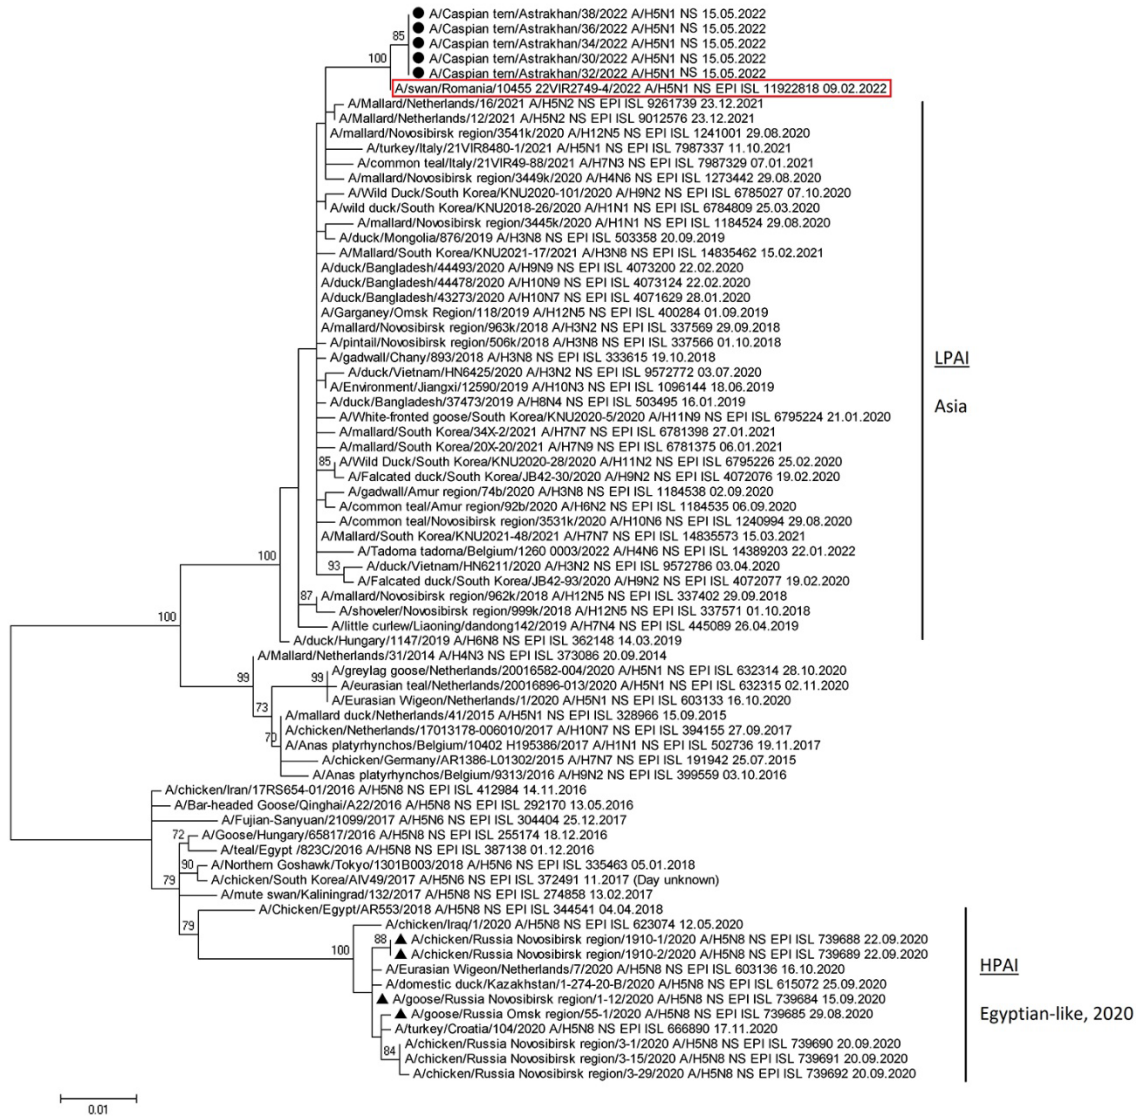 A/Caspian tern/Astrakhan/38/2022 A/H5N1 NS 15.05.2022
A/Caspian tern/Astrakhan/36/2022 A/H5N1 NS 15.05.2022
85
A/Caspian tern/Astrakhan/34/2022 A/H5N1 NS 15.05.2022
A/Caspian tern/Astrakhan/30/2022 A/H5N1 NS 15.05.2022
100
A/Caspian tern/Astrakhan/32/2022 A/H5N1 NS 15.05.2022
A/swan/Romania/10455 22VIR2749-4/2022 A/H5N1 NS EPI ISL 11922818 09.02.2022
A/Mallard/Netherlands/16/2021 A/H5N2 NS EPI ISL 9261739 23.12.2021
A/Mallard/Netherlands/12/2021 A/H5N2 NS EPI ISL 9012576 23.12.2021
A/mallard/Novosibirsk region/3541k/2020 A/H12N5 NS EPI ISL 1241001 29.08.2020
A/turkey/Italy/21VIR8480-1/2021 A/H5N1 NS EPI ISL 7987337 11.10.2021
A/common teal/Italy/21VIR49-88/2021 A/H7N3 NS EPI ISL 7987329 07.01.2021
A/mallard/Novosibirsk region/3449k/2020 A/H4N6 NS EPI ISL 1273442 29.08.2020
A/Wild Duck/South Korea/KNU2020-101/2020 A/H9N2 NS EPI ISL 6785027 07.10.2020
A/wild duck/South Korea/KNU2018-26/2020 A/H1N1 NS EPI ISL 6784809 25.03.2020
A/mallard/Novosibirsk region/3445k/2020 A/H1N1 NS EPI ISL 1184524 29.08.2020
A/duck/Mongolia/876/2019 A/H3N8 NS EPI ISL 503358 20.09.2019
A/Mallard/South Korea/KNU2021-17/2021 A/H3N8 NS EPI ISL 14835462 15.02.2021
A/duck/Bangladesh/44493/2020 A/H9N9 NS EPI ISL 4073200 22.02.2020
A/duck/Bangladesh/44478/2020 A/H10N9 NS EPI ISL 4073124 22.02.2020
A/duck/Bangladesh/43273/2020 A/H10N7 NS EPI ISL 4071629 28.01.2020
A/Garganey/Omsk Region/118/2019 A/H12N5 NS EPI ISL 400284 01.09.2019
A/mallard/Novosibirsk region/963k/2018 A/H3N2 NS EPI ISL 337569 29.09.2018
A/pintail/Novosibirsk region/506k/2018 A/H3N8 NS EPI ISL 337566 01.10.2018
A/gadwall/Chany/893/2018 A/H3N8 NS EPI ISL 333615 19.10.2018
LPAI
A/duck/Vietnam/HN6425/2020 A/H3N2 NS EPI ISL 9572772 03.07.2020
A/Environment/Jiangxi/12590/2019 A/H10N3 NS EPI ISL 1096144 18.06.2019
A/duck/Bangladesh/37473/2019 A/H8N4 NS EPI ISL 503495 16.01.2019
Asia
A/White-fronted goose/South Korea/KNU2020-5/2020 A/H11N9 NS EPI ISL 6795224 21.01.2020
A/mallard/South Korea/34X-2/2021 A/H7N7 NS EPI ISL 6781398 27.01.2021
A/mallard/South Korea/20X-20/2021 A/H7N9 NS EPI ISL 6781375 06.01.2021
85 A/Wild Duck/South Korea/KNU2020-28/2020 A/H11N2 NS EPI ISL 6795226 25.02.2020
A/Falcated duck/South Korea/JB42-30/2020 A/H9N2 NS EPI ISL 4072076 19.02.2020
A/gadwall/Amur region/74b/2020 A/H3N8 NS EPI ISL 1184538 02.09.2020
A/common teal/Amur region/92b/2020 A/H6N2 NS EPI ISL 1184535 06.09.2020
A/common teal/Novosibirsk region/3531k/2020 A/H10N6 NS EPI ISL 1240994 29.08.2020
A/Mallard/South Korea/KNU2021-48/2021 A/H7N7 NS EPI ISL 14835573 15.03.2021
100
A/Tadorna tadorna/Belgium/1260 0003/2022 A/H4N6 NS EPI ISL 14389203 22.01.2022
93 A/duck/Vietnam/HN6211/2020 A/H3N2 NS EPI ISL 9572786 03.04.2020
A/Falcated duck/South Korea/JB42-93/2020 A/H9N2 NS EPI ISL 4072077 19.02.2020
87 A/mallard/Novosibirsk region/962k/2018 A/H12N5 NS EPI ISL 337402 29.09.2018
A/shoveler/Novosibirsk region/999k/2018 A/H12N5 NS EPI ISL 337571 01.10.2018
100
A/little curlew/Liaoning/dandong142/2019 A/H7N4 NS EPI ISL 445089 26.04.2019
A/duck/Hungary/1147/2019 A/H6N8 NS EPI ISL 362148 14.03.2019
A/Mallard/Netherlands/31/2014 A/H4N3 NS EPI ISL 373086 20.09.2014
A/greylag goose/Netherlands/20016582-004/2020 A/H5N1 NS EPI ISL 632314 28.10.2020
99
99
A/eurasian teal/Netherlands/20016896-013/2020 A/H5N1 NS EPI ISL 632315 02.11.2020
A/Eurasian Wigeon/Netherlands/1/2020 A/H5N1 NS EPI ISL 603133 16.10.2020
73
A/mallard duck/Netherlands/41/2015 A/H5N1 NS EPI ISL 328966 15.09.2015
A/chicken/Netherlands/17013178-006010/2017 A/H10N7 NS EPI ISL 394155 27.09.2017
70
A/Anas platyrhynchos/Belgium/10402 H195386/2017 A/H1N1 NS EPI ISL 502736 19.11.2017
A/chicken/Germany/AR1386-L01302/2015 A/H7N7 NS EPI ISL 191942 25.07.2015
A/Anas platyrhynchos/Belgium/9313/2016 A/H9N2 NS EPI ISL 399559 03.10.2016
A/chicken/Iran/17RS654-01/2016 A/H5N8 NS EPI ISL 412984 14.11.2016
A/Bar-headed Goose/Qinghai/A22/2016 A/H5N8 NS EPI ISL 292170 13.05.2016
A/Fujian-Sanyuan/21099/2017 A/H5N6 NS EPI ISL 304404 25.12.2017
72 A/Goose/Hungary/65817/2016 A/H5N8 NS EPI ISL 255174 18.12.2016
A/teal/Egypt /823C/2016 A/H5N8 NS EPI ISL 387138 01.12.2016
90 A/Northern Goshawk/Tokyo/1301B003/2018 A/H5N6 NS EPI ISL 335463 05.01.2018
79
A/chicken/South Korea/AIV49/2017 A/H5N6 NS EPI ISL 372491 11.2017 (Day unknown)
A/mute swan/Kaliningrad/132/2017 A/H5N8 NS EPI ISL 274858 13.02.2017
A/Chicken/Egypt/AR553/2018 A/H5N8 NS EPI ISL 344541 04.04.2018
79
A/chicken/Iraq/1/2020 A/H5N8 NS EPI ISL 623074 12.05.2020
88 A/chicken/Russia Novosibirsk region/1910-1/2020 A/H5N8 NS EPI ISL 739688 22.09.2020
100
A/chicken/Russia Novosibirsk region/1910-2/2020 A/H5N8 NS EPI ISL 739689 22.09.2020
A/Eurasian Wigeon/Netherlands/7/2020 A/H5N8 NS EPI ISL 603136 16.10.2020
HPAI
A/domestic duck/Kazakhstan/1-274-20-B/2020 A/H5N8 NS EPI ISL 615072 25.09.2020
A/goose/Russia Novosibirsk region/1-12/2020 A/H5N8 NS EPI ISL 739684 15.09.2020
A/goose/Russia Omsk region/55-1/2020 A/H5N8 NS EPI ISL 739685 29.08.2020
Egyptian-like, 2020
A/turkey/Croatia/104/2020 A/H5N8 NS EPI ISL 666890 17.11.2020
A/chicken/Russia Novosibirsk region/3-1/2020 A/H5N8 NS EPI ISL 739690 20.09.2020
84
A/chicken/Russia Novosibirsk region/3-15/2020 A/H5N8 NS EPI ISL 739691 20.09.2020
A/chicken/Russia Novosibirsk region/3-29/2020 A/H5N8 NS EPI ISL 739692 20.09.2020
0.01